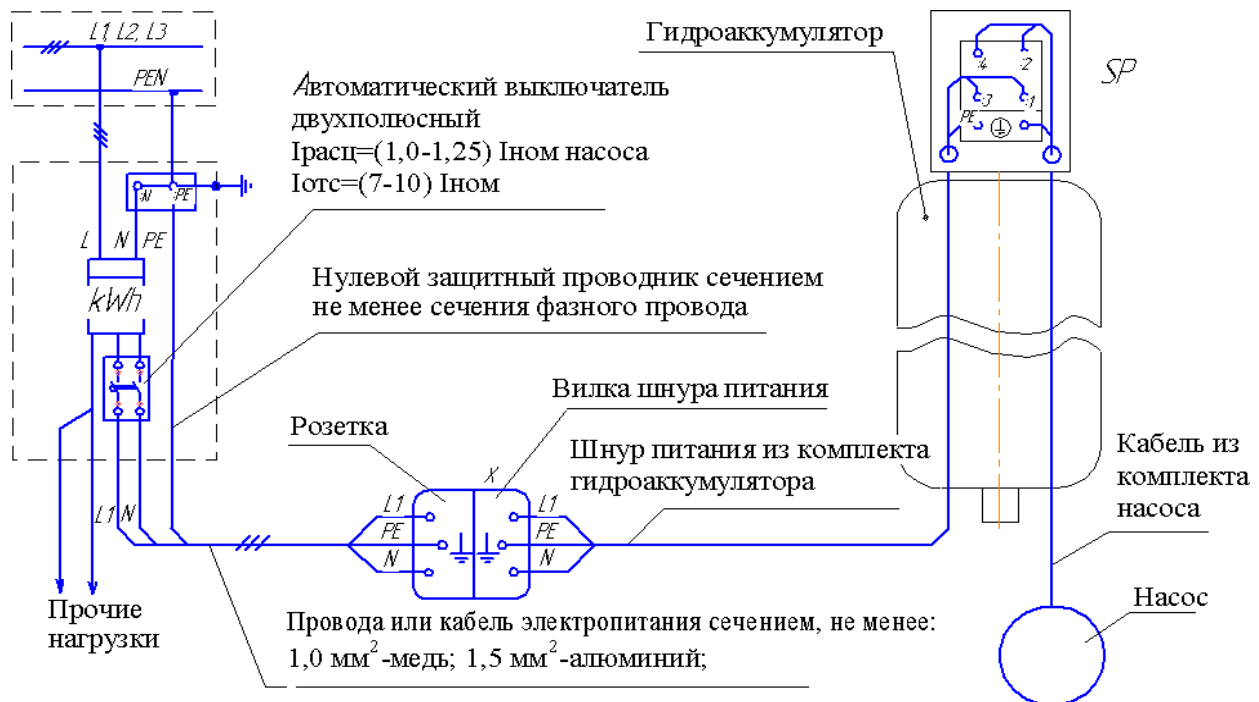 L1, L2, L3
PEN
Автоматический выключатель
двухполюсный
Iрасц=(1,0-1,25) Iном насоса
Iотс=(7-10) Iном
Гидроаккумулятор
:4
:2
:3
:1
PE
SP
:N
:PE
L
N
PE
kWh
Нулевой защитный проводник сечением
не менее сечения фазного провода
Вилка шнура питания
Розетка
X
Шнур питания из комплекта
гидроаккумулятора
Кабель из
комплекта
насоса
L1
N
L1
PE
N
L1
PE
N
Прочие
нагрузки
Насос
Провода или кабель электропитания сечением, не менее:
1,0 мм²-медь; 1,5 мм²-алюминий;